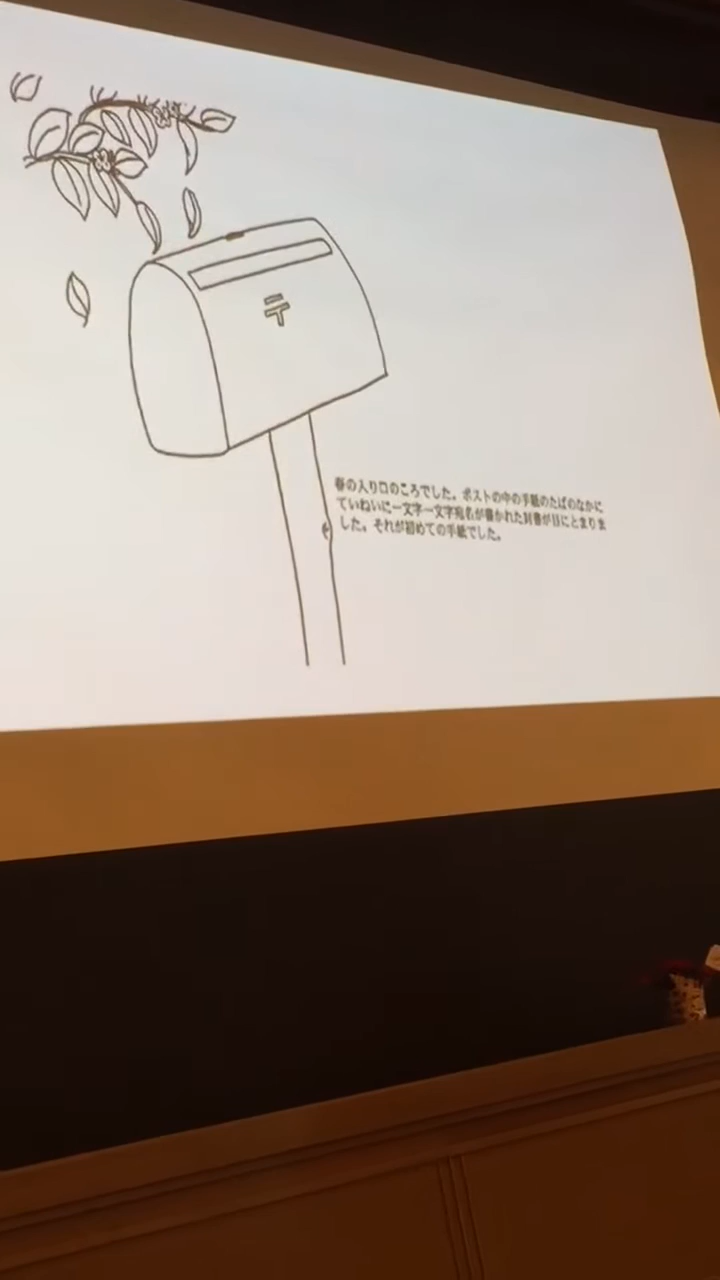 〒
春の入り口のころでした。ポストの中の手紙のたばのなかに
ていねいに一文字一文字宛名が書かれた封書が目にとまりま
した。それが初めての手紙でした。